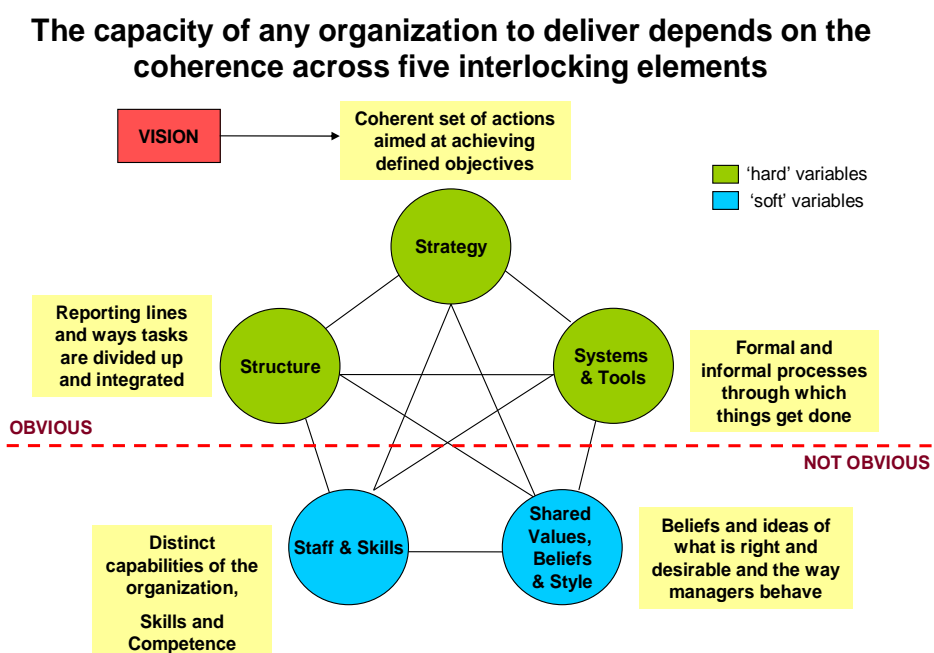 The capacity of any organization to deliver depends on the
coherence across five interlocking elements
VISION
Coherent set of actions
aimed at achieving
defined objectives
'hard' variables
'soft' variables
Strategy
Reporting lines
and ways tasks
are divided up
and integrated
Structure
Systems
& Tools
Formal and
informal processes
through which
things get done
OBVIOUS
NOT OBVIOUS
Distinct
capabilities of the
organization,
Skills and
Competence
Staff & Skills
Shared
Values,
Beliefs
& Style
Beliefs and ideas of
what is right and
desirable and the way
managers behave